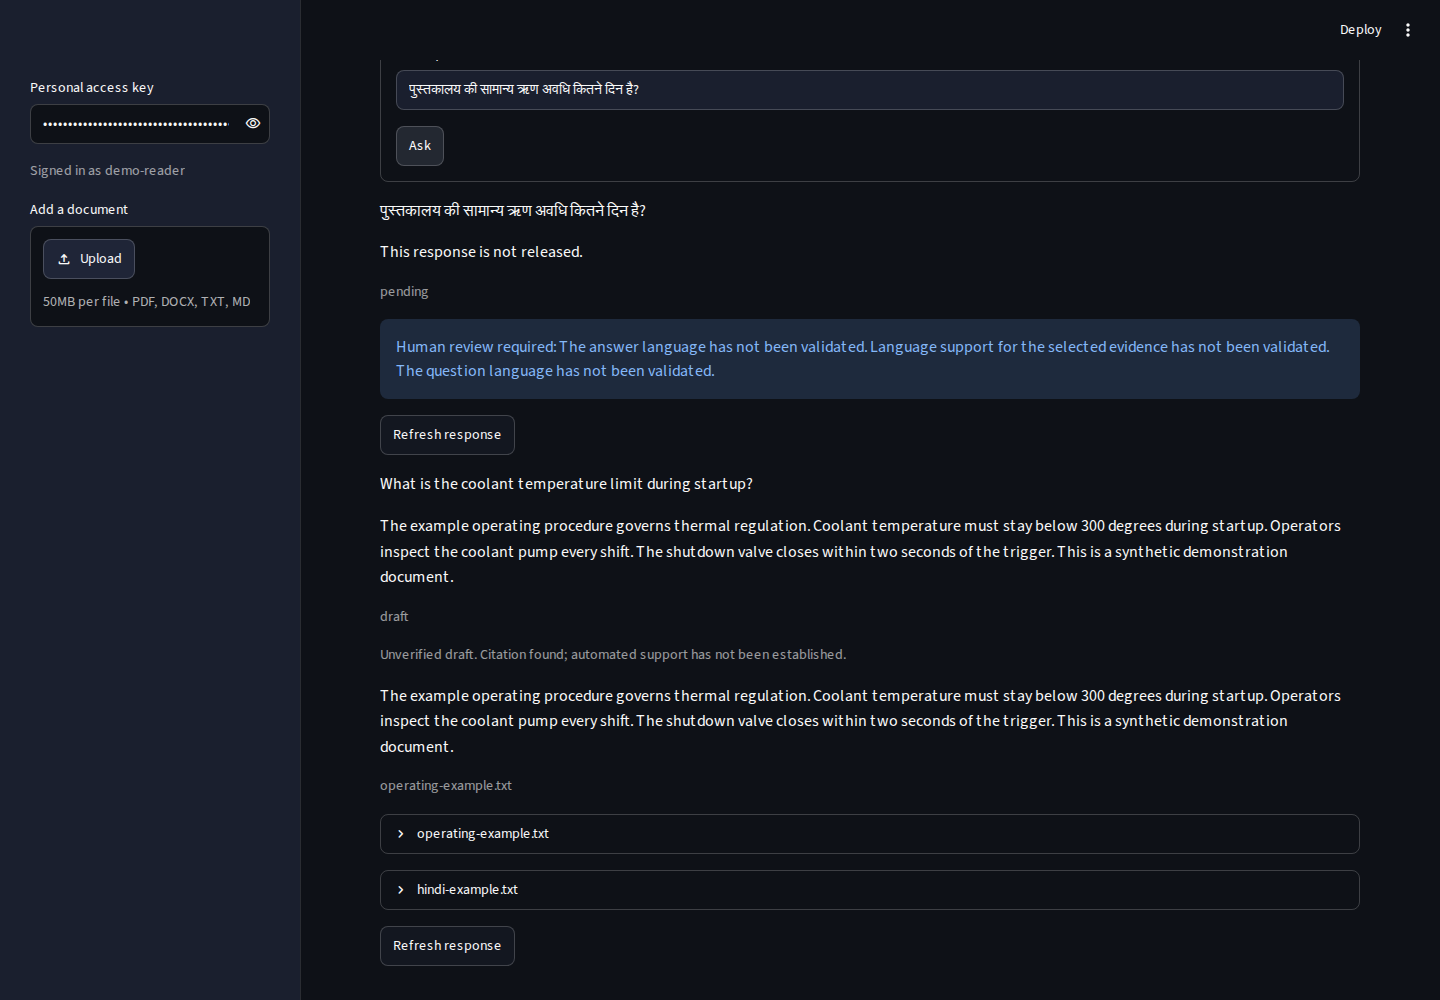 Deploy
Personal access key
Signed in as demo-reader
Add a document
Upload
50MB per file • PDF, DOCX, TXT, MD
पुस्तकालय की सामान्य ऋण अवधि कितने दिन है?
Ask
पुस्तकालय की सामान्य ऋण अवधि कितने दिन है?
This response is not released.
pending
Human review required: The answer language has not been validated. Language support for the selected evidence has not been validated.
The question language has not been validated.
Refresh response
What is the coolant temperature limit during startup?
The example operating procedure governs thermal regulation. Coolant temperature must stay below 300 degrees during startup. Operators
inspect the coolant pump every shift. The shutdown valve closes within two seconds of the trigger. This is a synthetic demonstration
document.
draft
Unverified draft. Citation found; automated support has not been established.
The example operating procedure governs thermal regulation. Coolant temperature must stay below 300 degrees during startup. Operators
inspect the coolant pump every shift. The shutdown valve closes within two seconds of the trigger. This is a synthetic demonstration
document.
operating-example.txt
operating-example.txt
hindi-example.txt
Refresh response